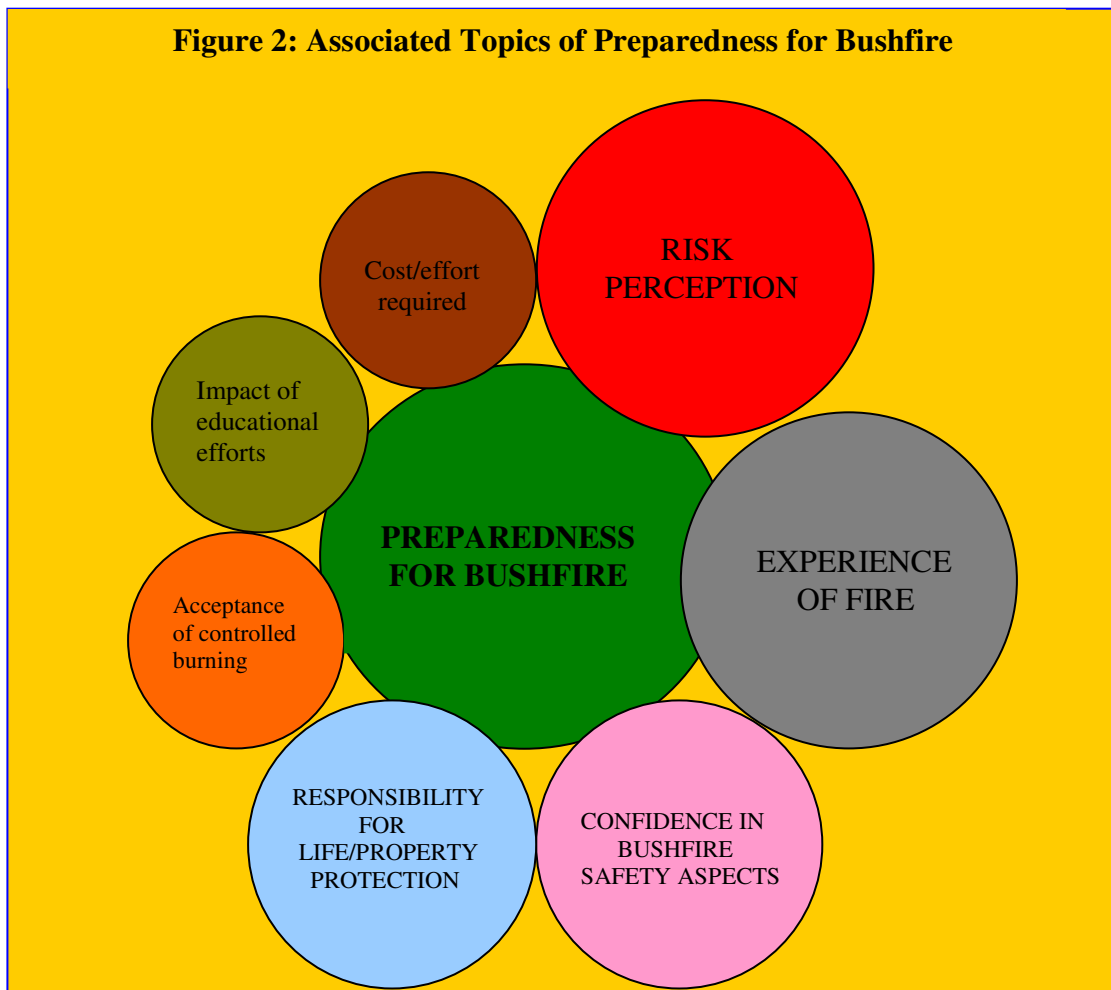 Figure 2: Associated Topics of Preparedness for Bushfire
RISK
PERCEPTION
Cost/effort
required
Impact of
educational
efforts
PREPAREDNESS
FOR BUSHFIRE
EXPERIENCE
OF FIRE
Acceptance
of controlled
burning
RESPONSIBILITY
FOR
LIFE/PROPERTY
PROTECTION
CONFIDENCE IN
BUSHFIRE
SAFETY ASPECTS